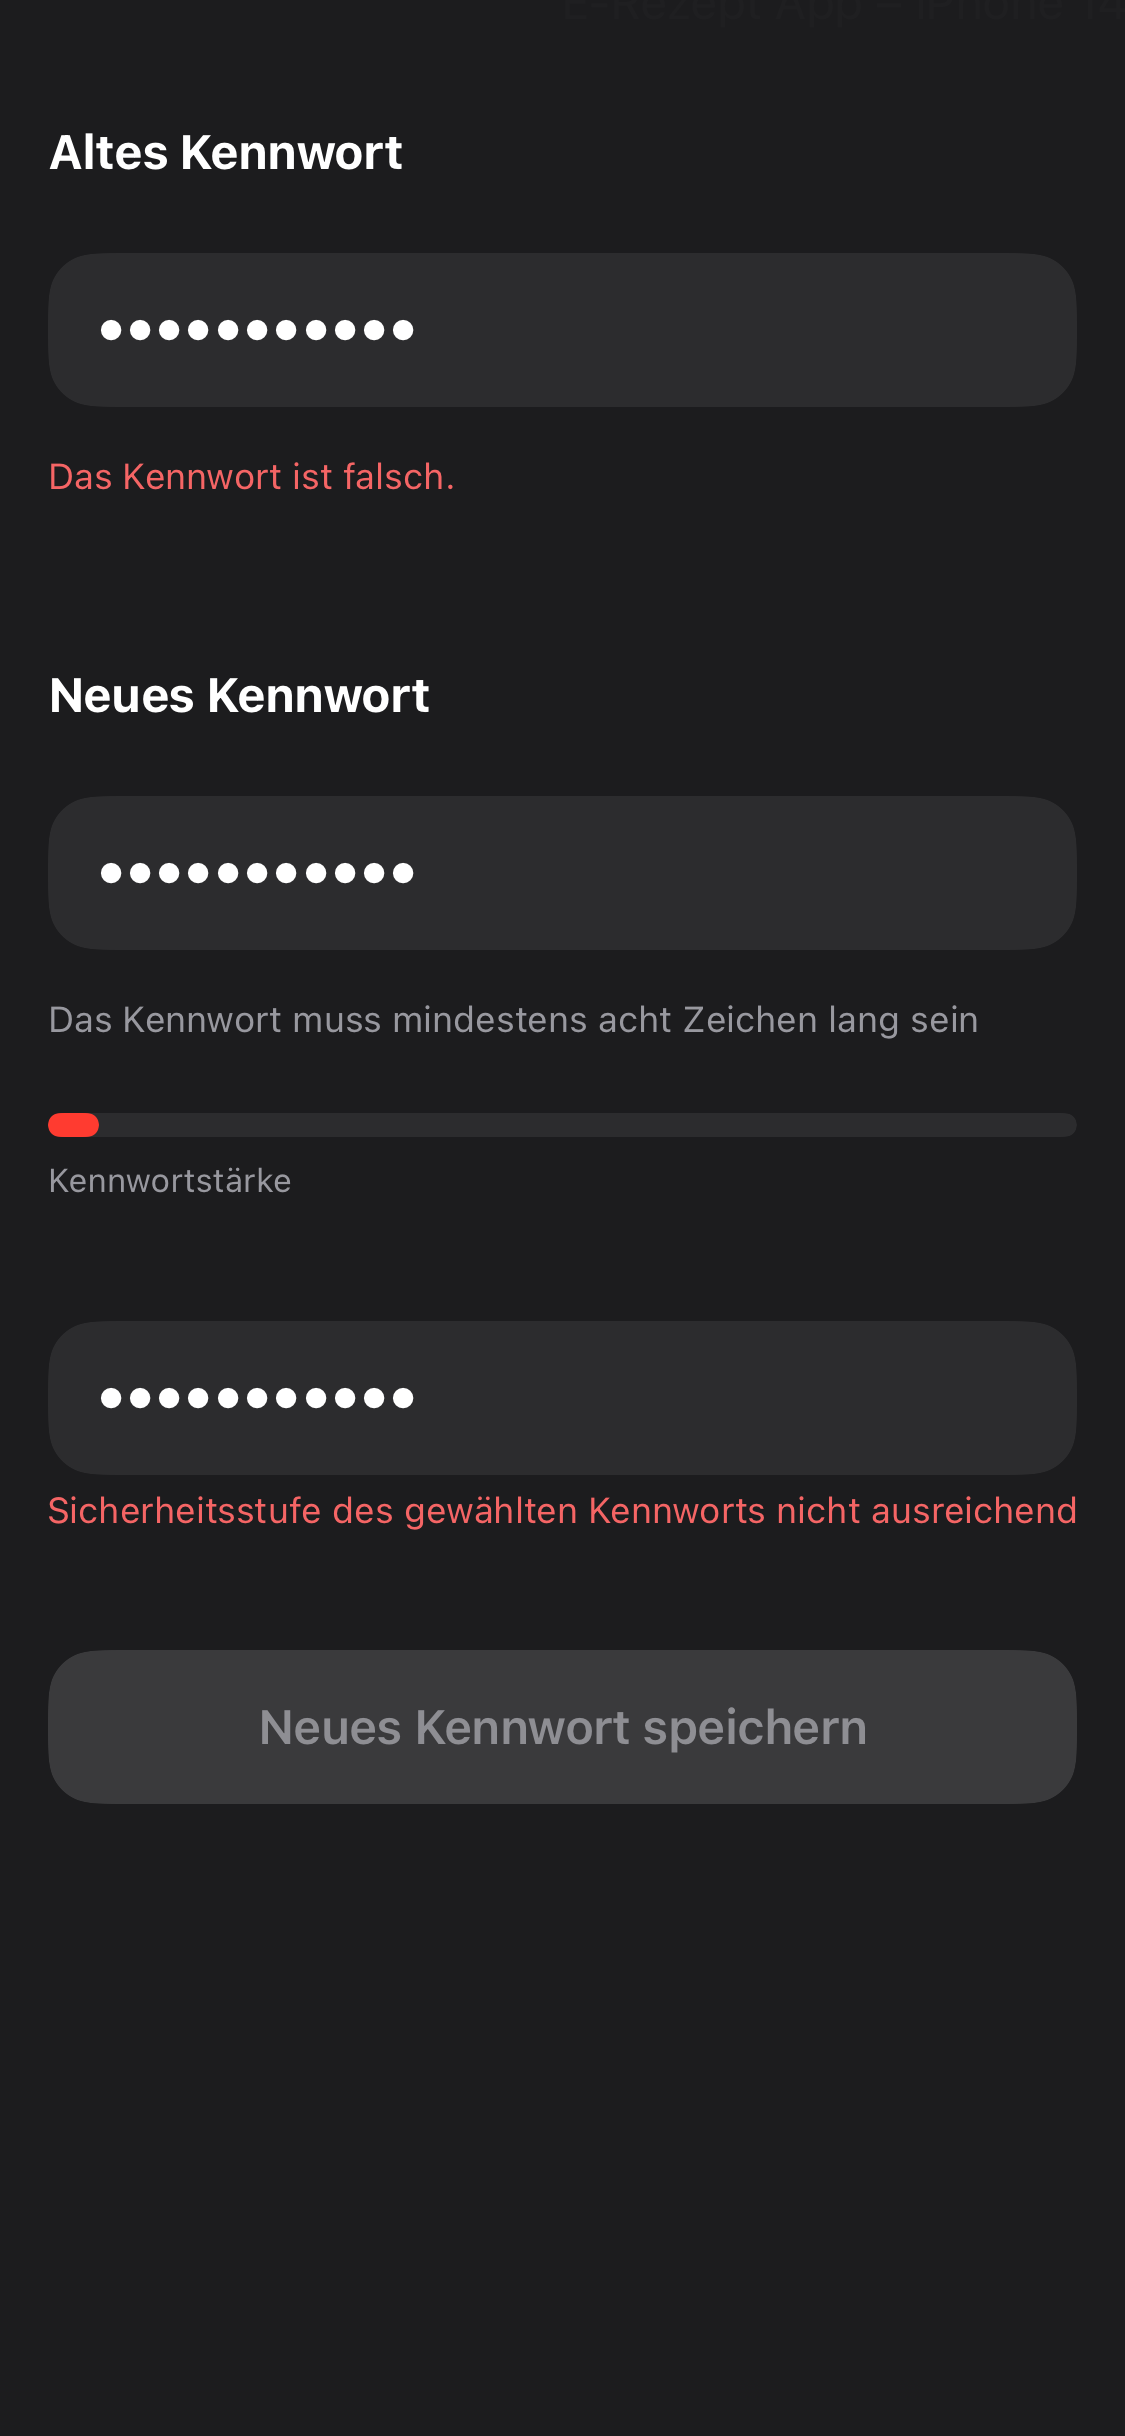 E-Rezept App – iPhone 14
Altes Kennwort
•••••••••••
Das Kennwort ist falsch.
Neues Kennwort
•••••••••••
Das Kennwort muss mindestens acht Zeichen lang sein
Kennwortstärke
•••••••••••
Sicherheitsstufe des gewählten Kennworts nicht ausreichend
Neues Kennwort speichern